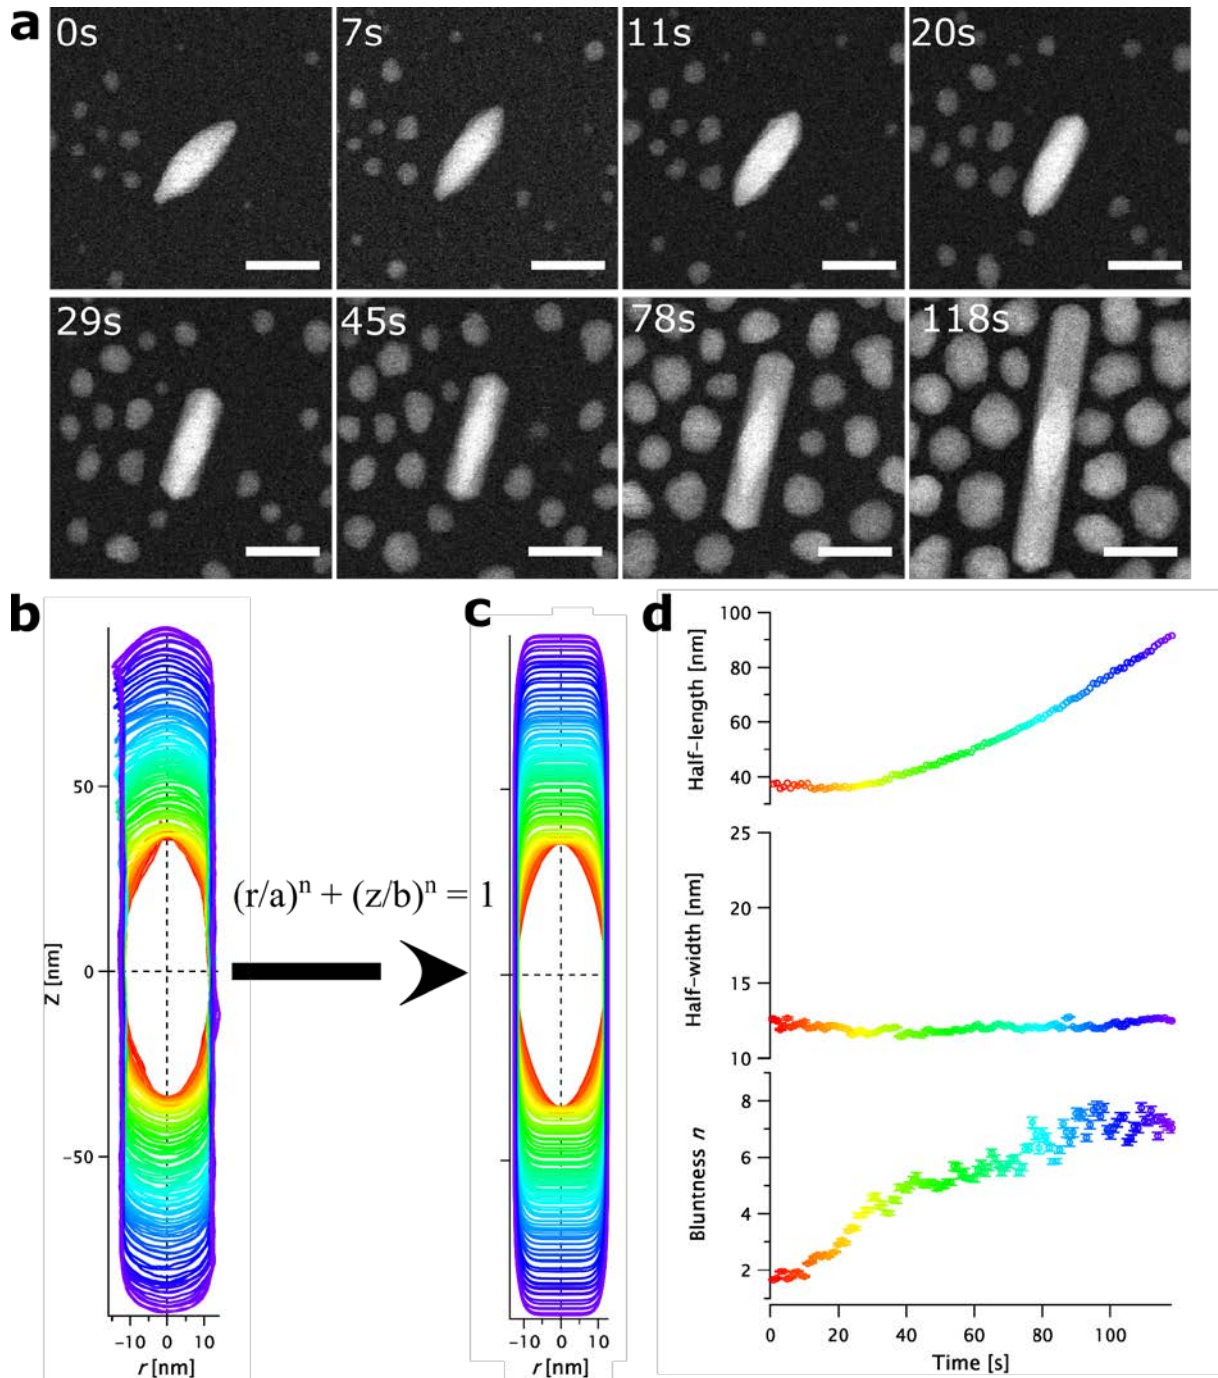 a
0s
7s
11s
20s
29s
45s
78s
118s
b
c
d
50
0
−50
Z [nm]
−10
0
10
r [nm]
(r/a)ⁿ + (z/b)ⁿ = 1
−10
0
10
r [nm]
100
80
60
40
Half-length [nm]
25
20
15
10
Half-width [nm]
8
6
4
2
Bluntness n
0
20
40
60
80
100
Time [s]